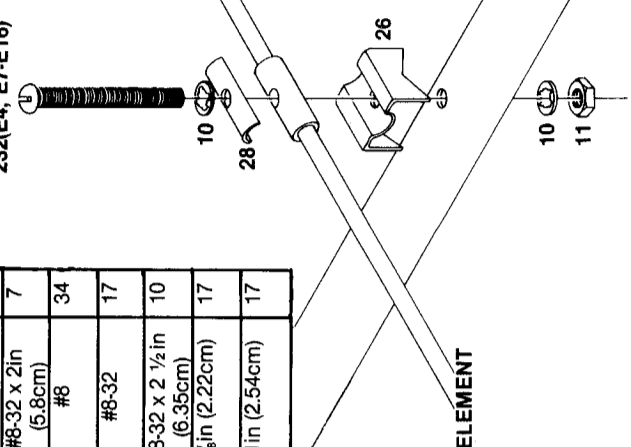 232(E4, E7-E16)
10
28
26
10
11
#8-32 x 2in 7
(5.8cm)
#8 34
#8-32 17
8-32 x 2 ½in 10
(6.35cm)
in (2.22cm) 17
in (2.54cm) 17
ELEMENT